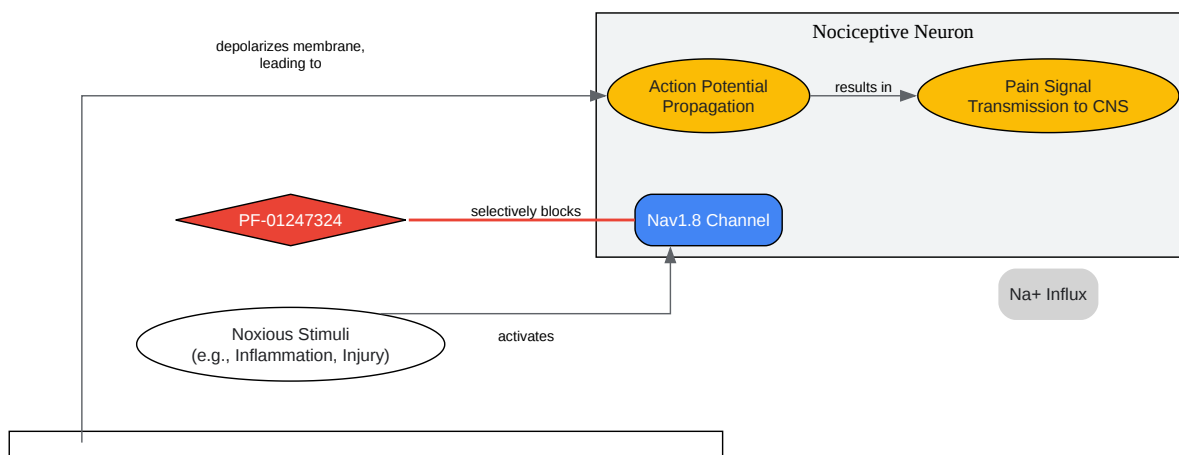 Nociceptive Neuron
depolarizes membrane,
leading to
Action Potential
Propagation
results in
Pain Signal
Transmission to CNS
PF-01247324
selectively blocks
Nav1.8 Channel
Na+ Influx
Noxious Stimuli
(e.g., Inflammation, Injury)
activates